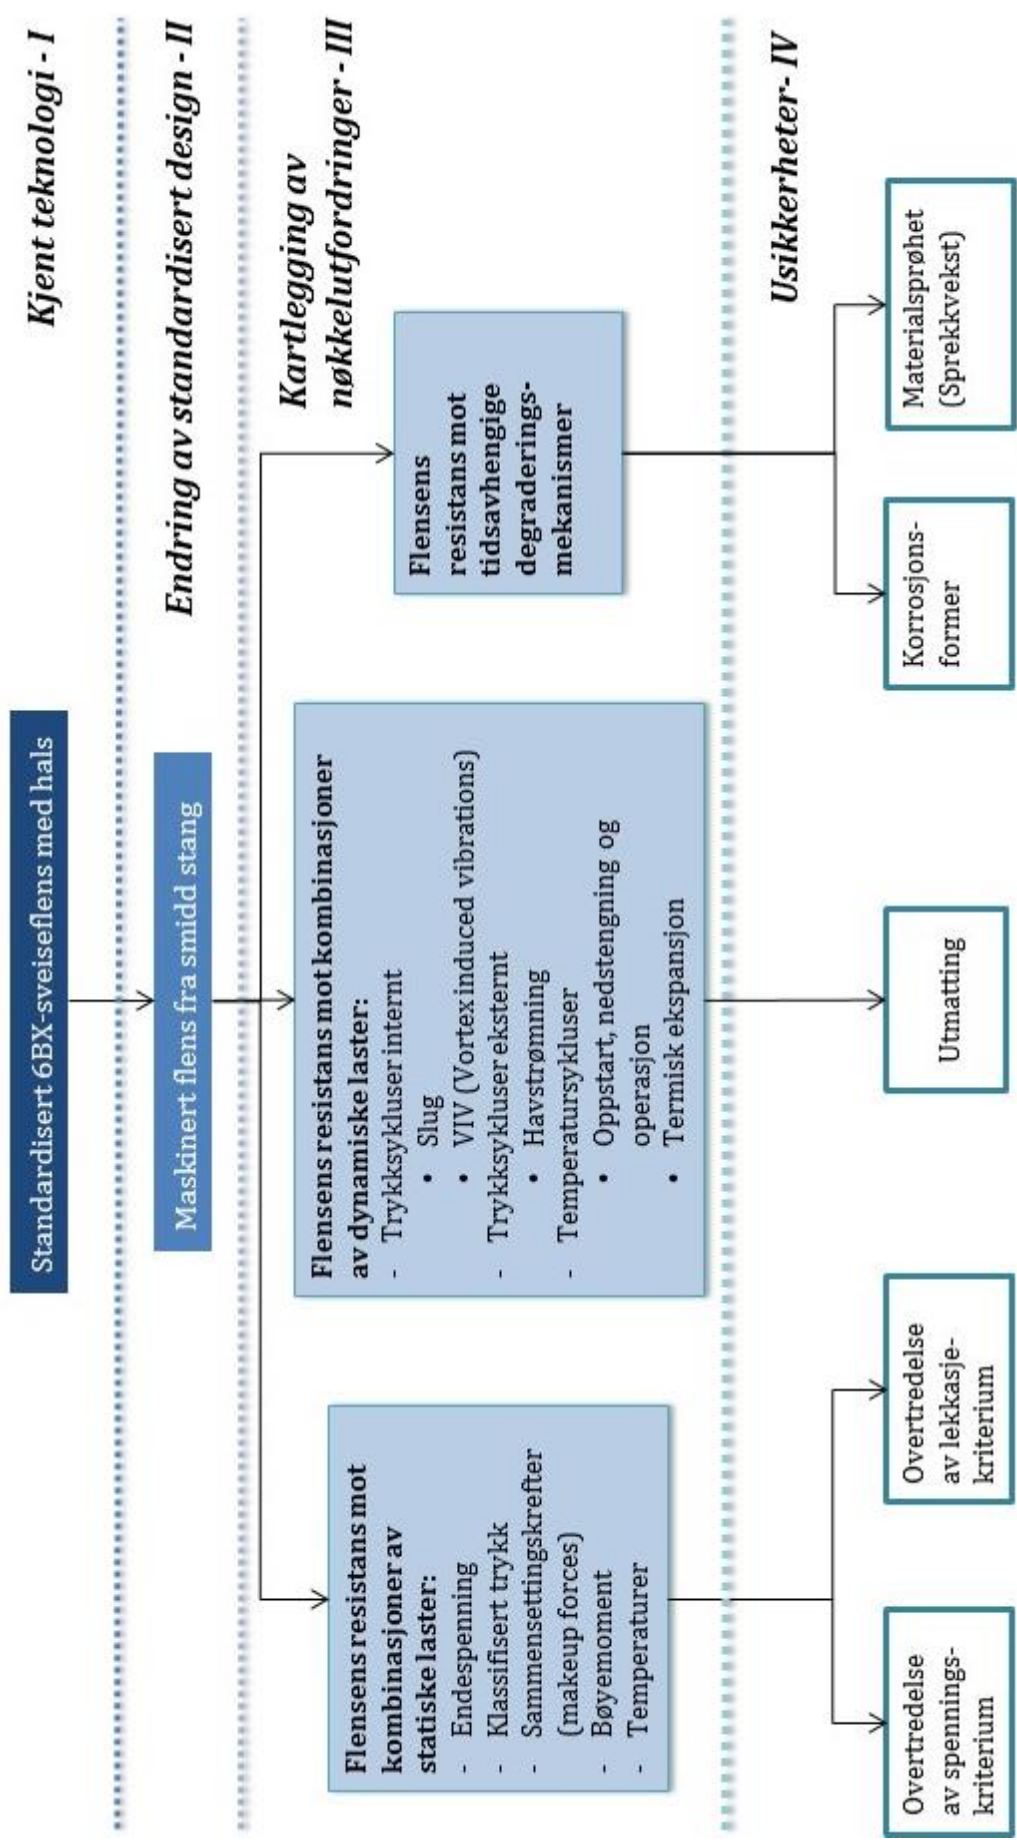 Kjent teknologi - I
Standardisert 6BX-sveiseflens med hals
Endring av standardisert design - II
Maskinert flens fra smidd stang
Kartlegging av
nøkkelutfordringer - III
Flensens resistans mot
kombinasjoner av
statiske laster:
- Endespenning
- Klassifisert trykk
- Sammensettingskrefter
(makeup forces)
- Bøyemoment
- Temperaturer
Flensens resistans mot kombinasjoner
av dynamiske laster:
- Trykksykluser internt
• Slug
• VIV (Vortex induced vibrations)
- Trykksykluser eksternt
• Havstrømning
- Temperatursykluser
• Oppstart, nedstengning og
operasjon
• Termisk ekspansjon
Flensens
resistans mot
tidsavhengige
degraderings-
mekanismer
Usikkerheter- IV
Overtredelse
av spennings-
kriterium
Overtredelse
av lekkasje-
kriterium
Utmatting
Korrosjons-
former
Materialsprøhet
(Sprekkvekst)